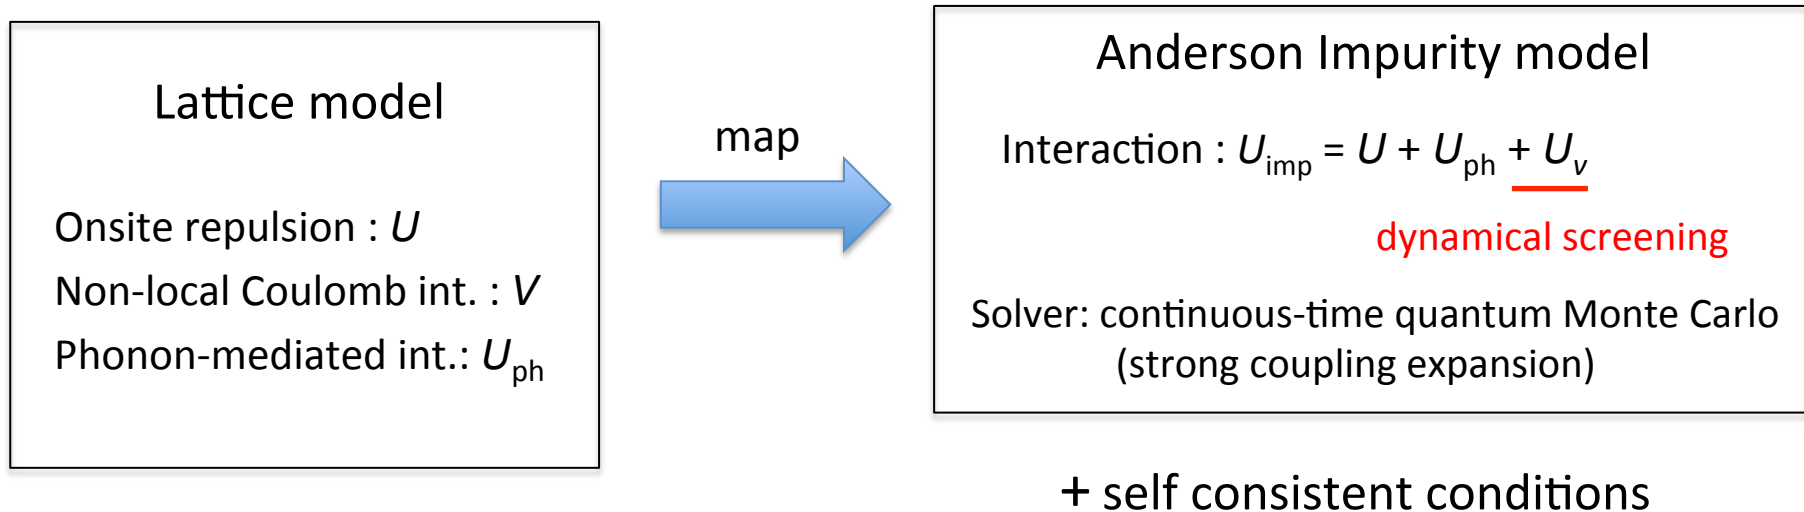 Lattice model
Onsite repulsion : U
Non-local Coulomb int. : V
Phonon-mediated int.: Uph
map
Anderson Impurity model
Interaction : Uimp = U + Uph + Uv
dynamical screening
Solver: continuous-time quantum Monte Carlo
(strong coupling expansion)
+ self consistent conditions